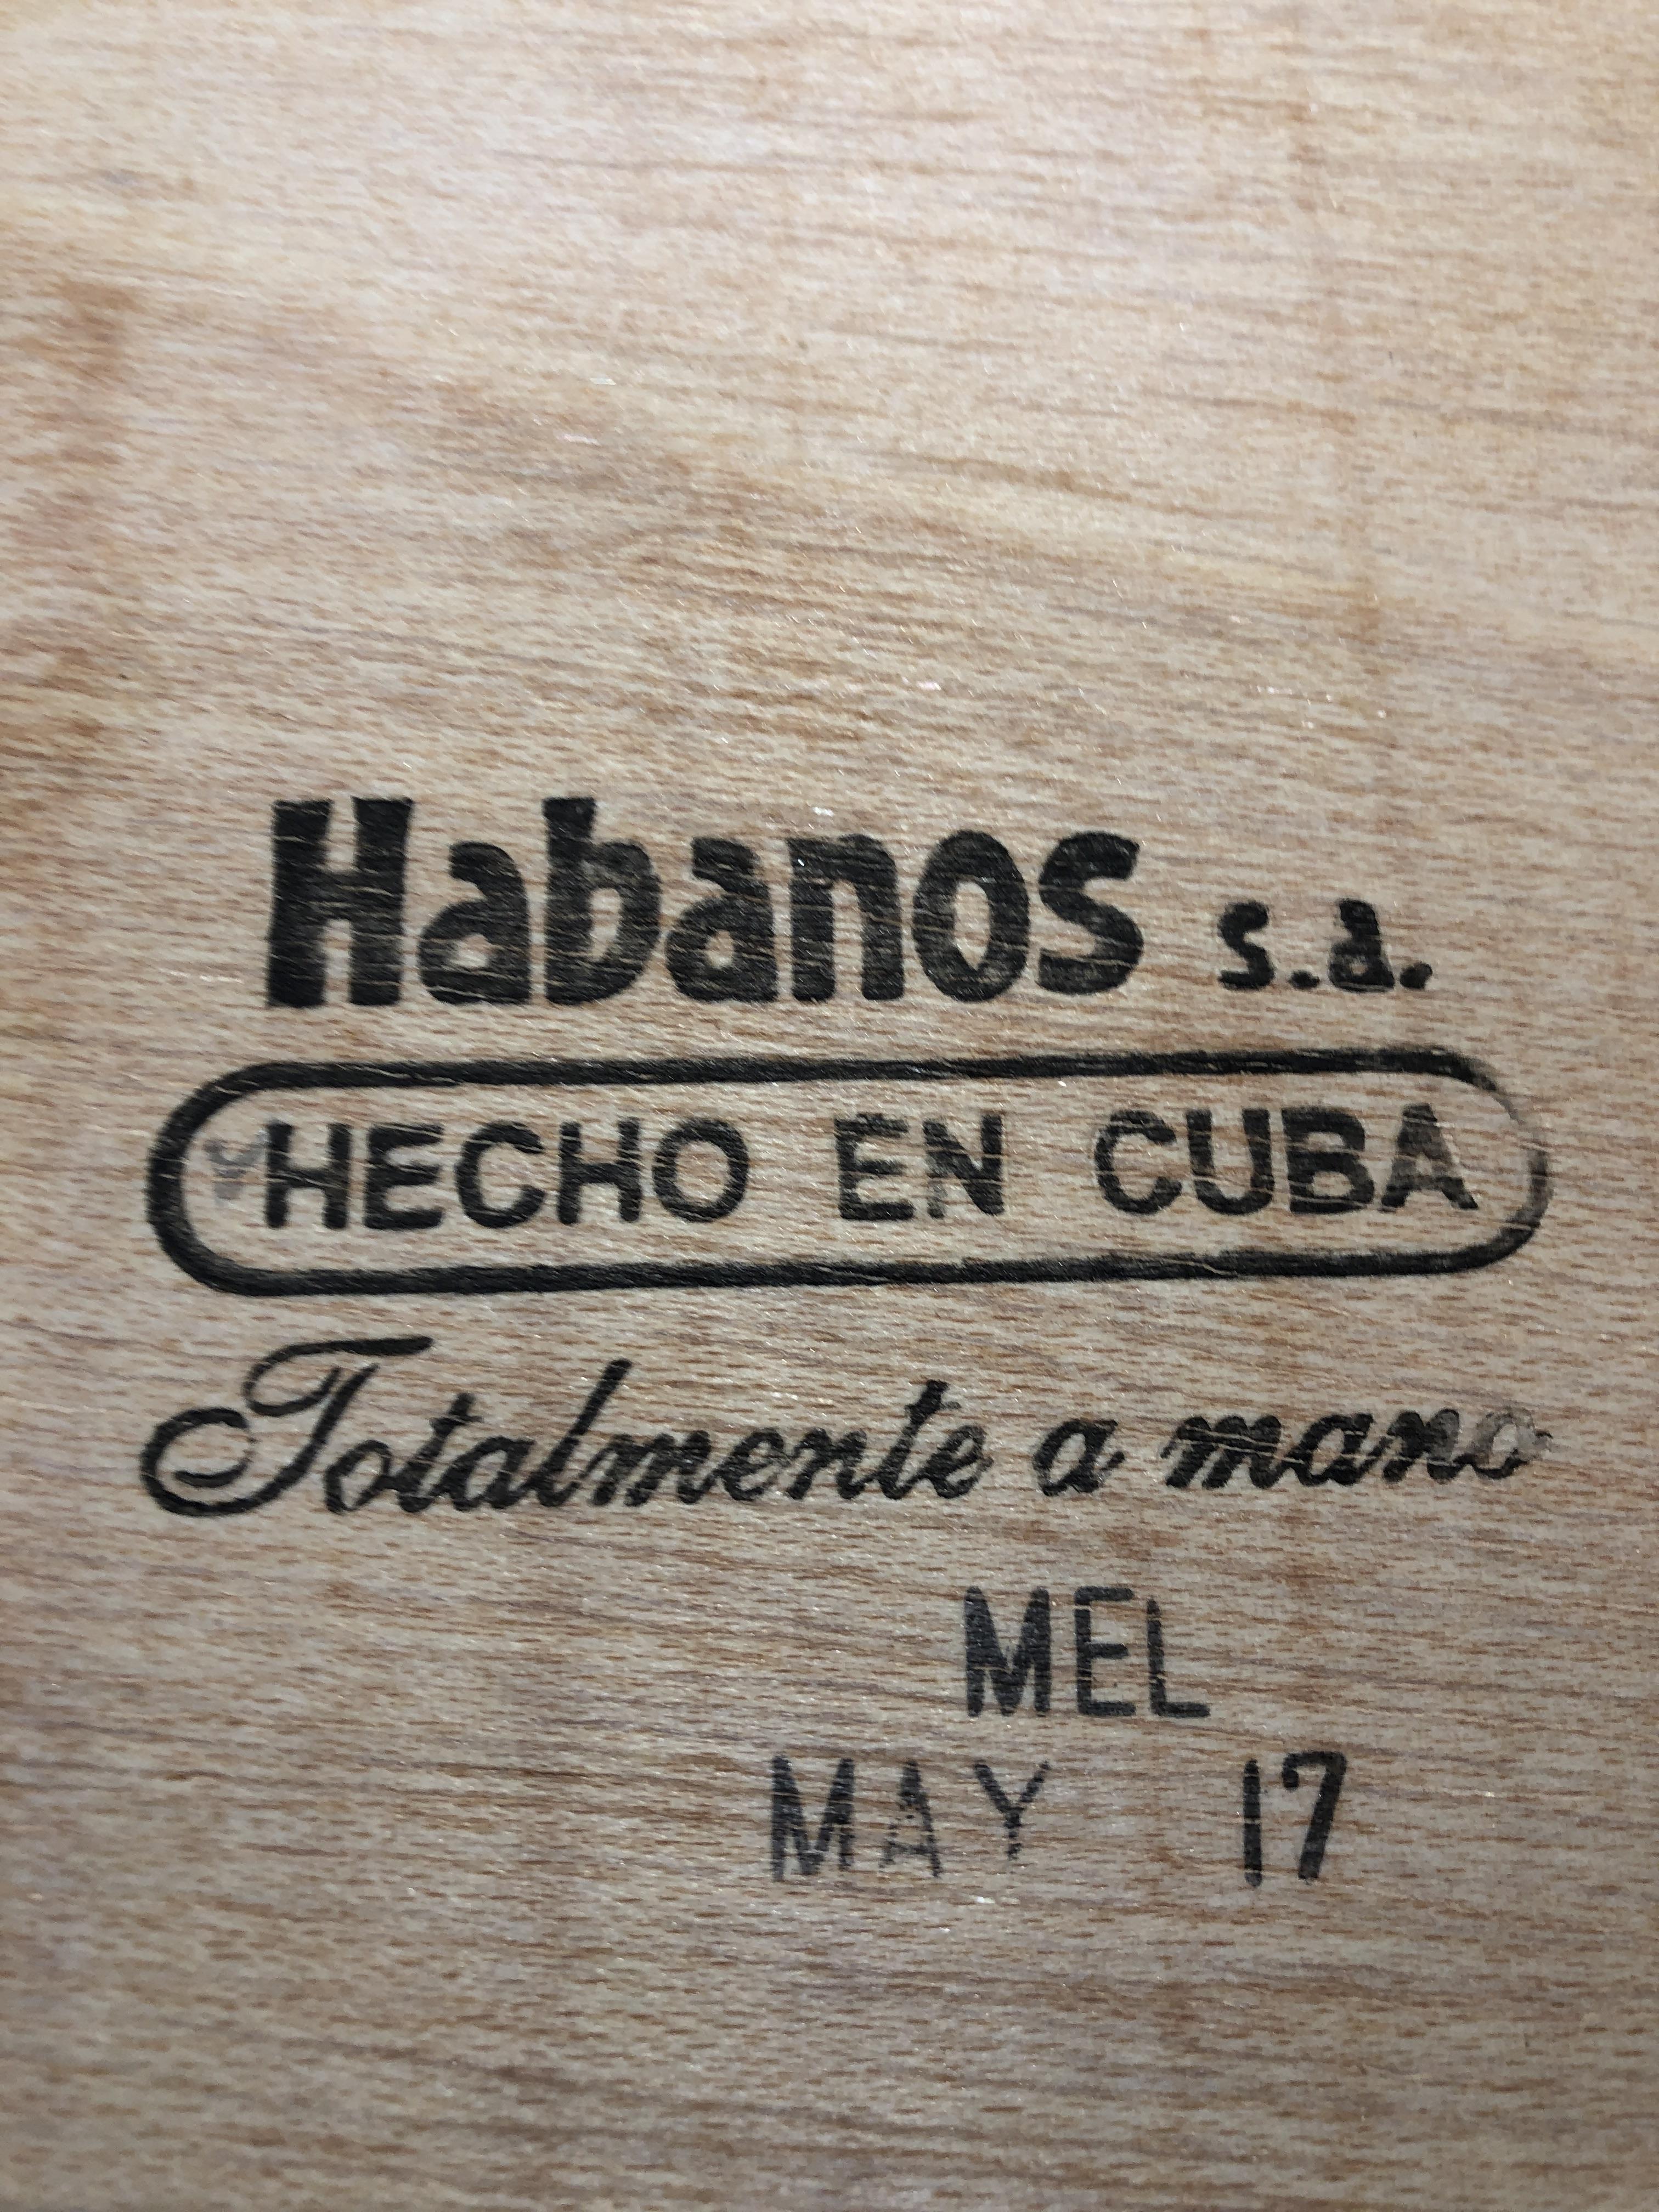 Habanos s.a.
HECHO EN CUBA
Totalmente a mano
MEL
MAY 17